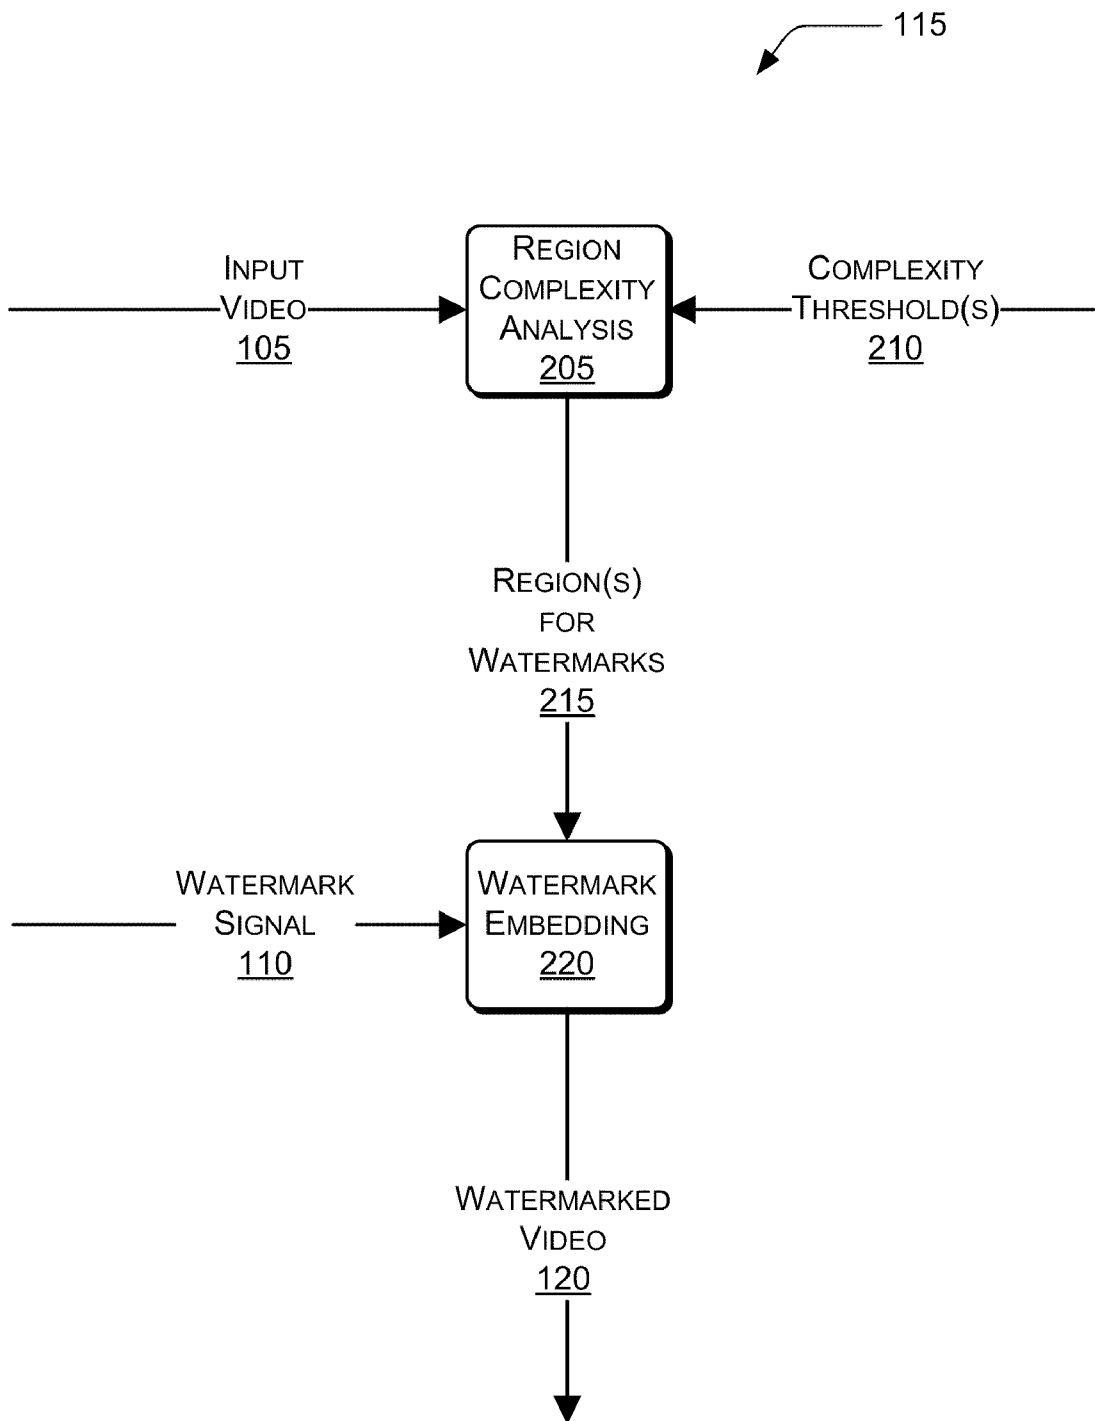 115
REGION
COMPLEXITY
ANALYSIS
205
INPUT
VIDEO
105
COMPLEXITY
THRESHOLD(S)
210
REGION(S)
FOR
WATERMARKS
215
WATERMARK
SIGNAL
110
WATERMARK
EMBEDDING
220
WATERMARKED
VIDEO
120